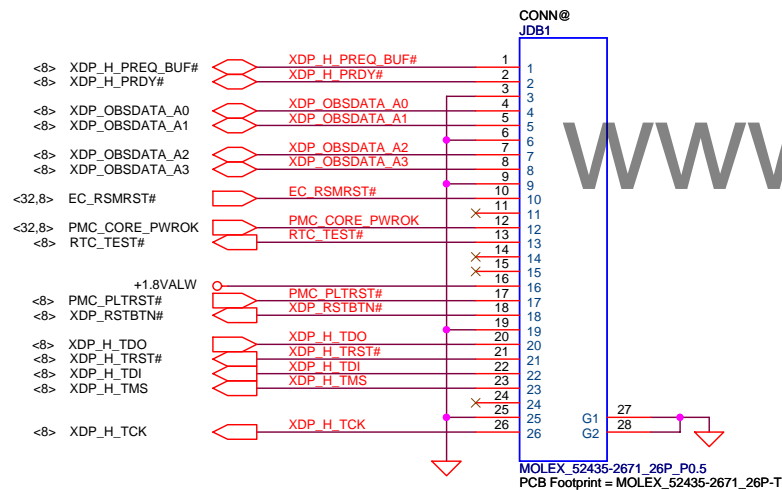 CONN@
JDB1
<8> XDP_H_PREQ_BUF# XDP_H_PREQ_BUF# 1 1
<8> XDP_H_PRDY# XDP_H_PRDY# 2 2
3 3
<8> XDP_OBSDATA_A0 XDP_OBSDATA_A0 4 4
<8> XDP_OBSDATA_A1 XDP_OBSDATA_A1 5 5
6 6
<8> XDP_OBSDATA_A2 XDP_OBSDATA_A2 7 7
<8> XDP_OBSDATA_A3 XDP_OBSDATA_A3 8 8
9 9
<32,8> EC_RSMRST# EC_RSMRST# 10 10
11 11
<32,8> PMC_CORE_PWROK PMC_CORE_PWROK 12 12
<8> RTC_TEST# RTC_TEST# 13 13
14 14
15 15
+1.8VALW 16 16
<8> PMC_PLTRST# PMC_PLTRST# 17 17
<8> XDP_RSTBTN# XDP_RSTBTN# 18 18
19 19
<8> XDP_H_TDO XDP_H_TDO 20 20
<8> XDP_H_TRST# XDP_H_TRST# 21 21
<8> XDP_H_TDI XDP_H_TDI 22 22
<8> XDP_H_TMS XDP_H_TMS 23 23
24 24
25 25 G1 27
<8> XDP_H_TCK XDP_H_TCK 26 26 G2 28
MOLEX_52435-2671_26P_P0.5
PCB Footprint = MOLEX_52435-2671_26P-T
www